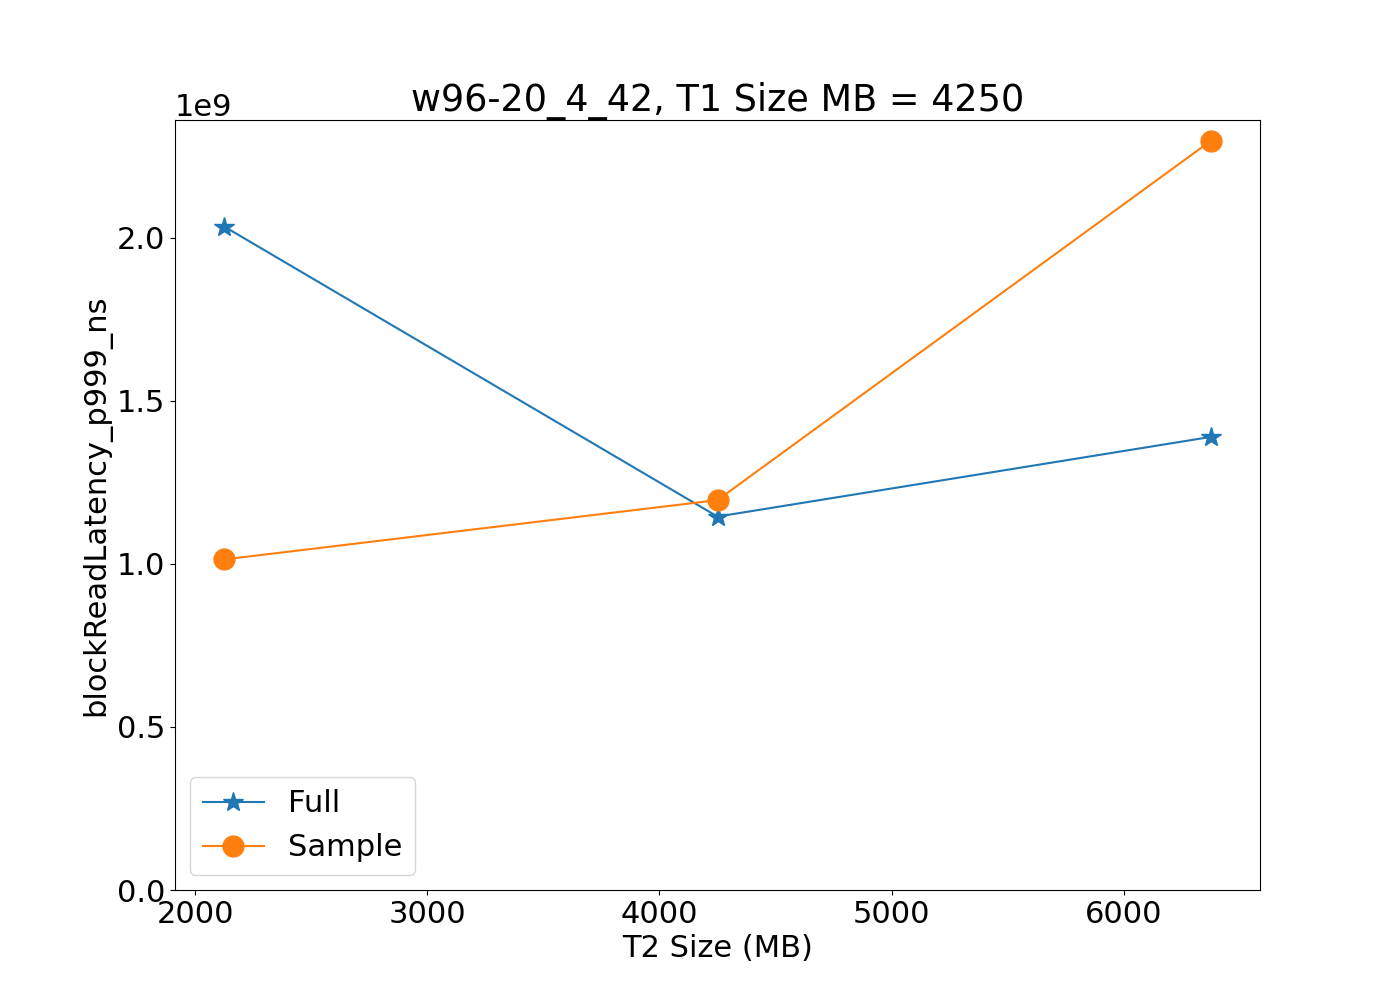 w96-20_4_42, T1 Size MB = 4250
1e9
2.0
1.5
1.0
0.5
0.0
blockReadLatency_p999_ns
Full
Sample
2000 3000 4000 5000 6000
T2 Size (MB)